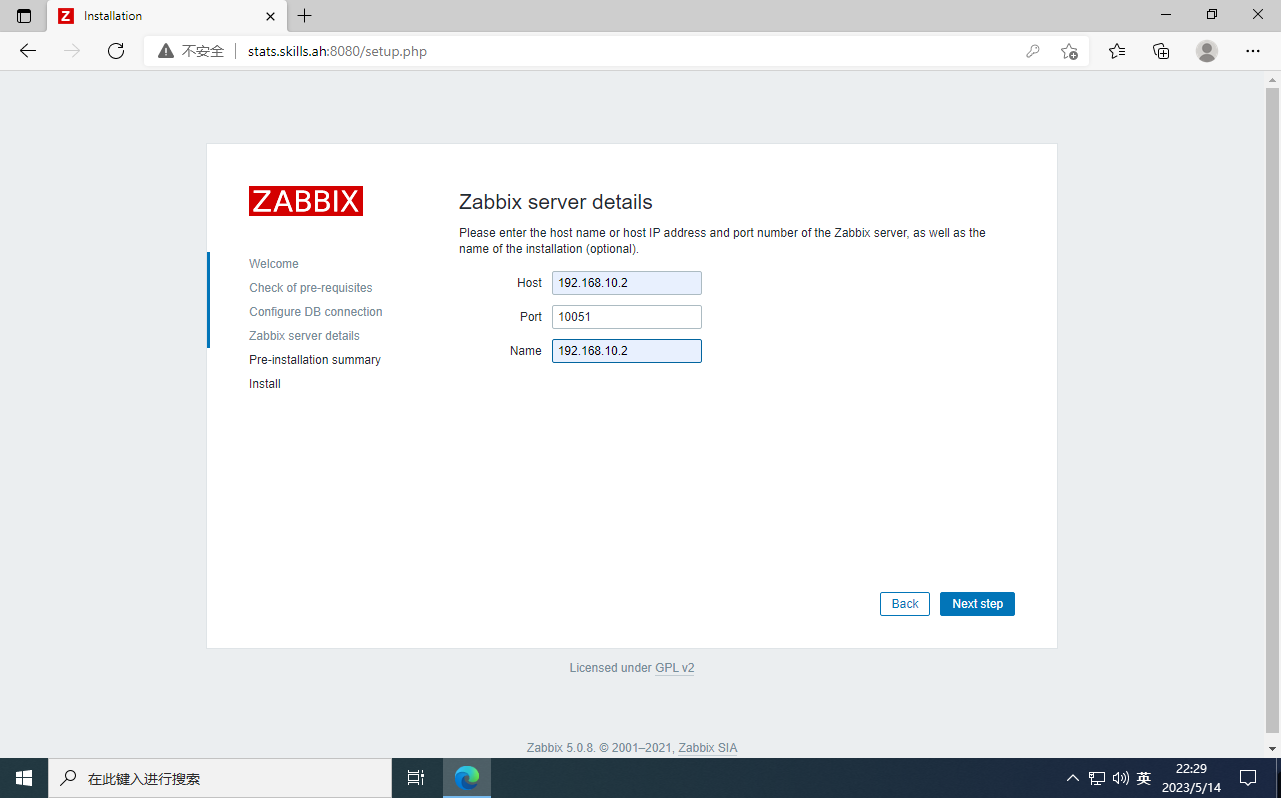 Installation
不安全
stats.skills.ah:8080/setup.php
ZABBIX
Welcome
Check of pre-requisites
Configure DB connection
Zabbix server details
Pre-installation summary
Install
Zabbix server details
Please enter the host name or host IP address and port number of the Zabbix server, as well as the
name of the installation (optional).
Host 192.168.10.2
Port 10051
Name 192.168.10.2
Back Next step
Licensed under GPL v2
Zabbix 5.0.8. © 2001–2021, Zabbix SIA
在此键入进行搜索
英
22:29
2023/5/14